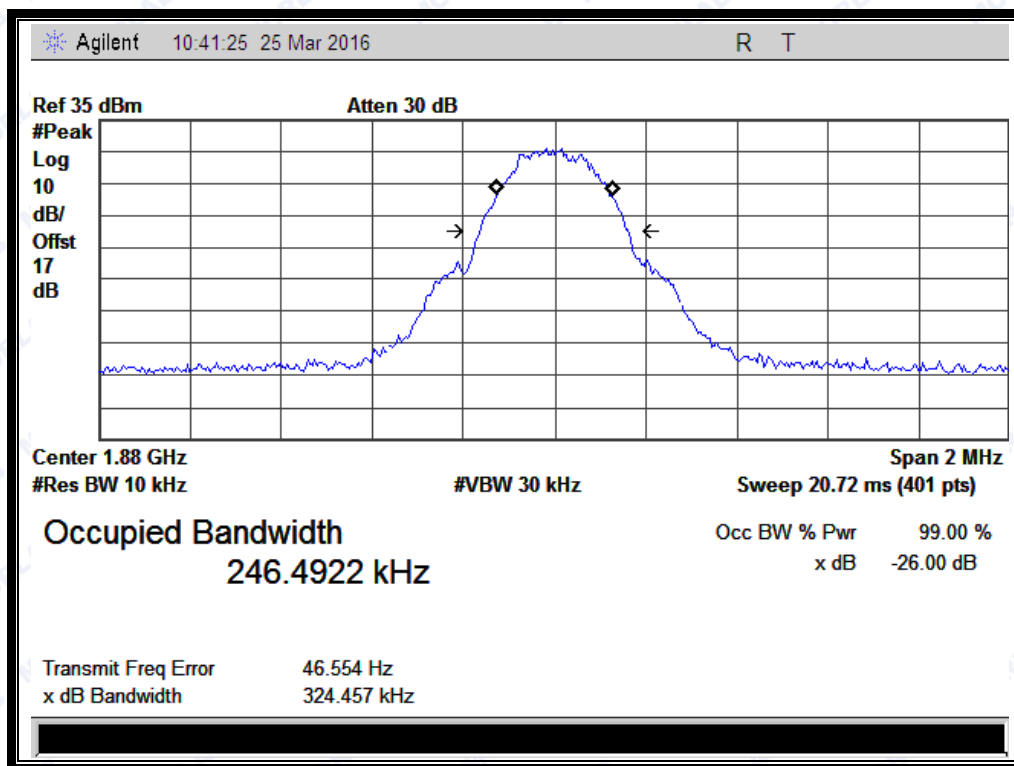 Agilent 10:41:25 25 Mar 2016 R T
Ref 35 dBm Atten 30 dB
#Peak
Log
10
dB/
Offst
17
dB
Center 1.88 GHz Span 2 MHz
#Res BW 10 kHz #VBW 30 kHz Sweep 20.72 ms (401 pts)
Occupied Bandwidth Occ BW % Pwr 99.00 %
246.4922 kHz x dB -26.00 dB
Transmit Freq Error 46.554 Hz
x dB Bandwidth 324.457 kHz